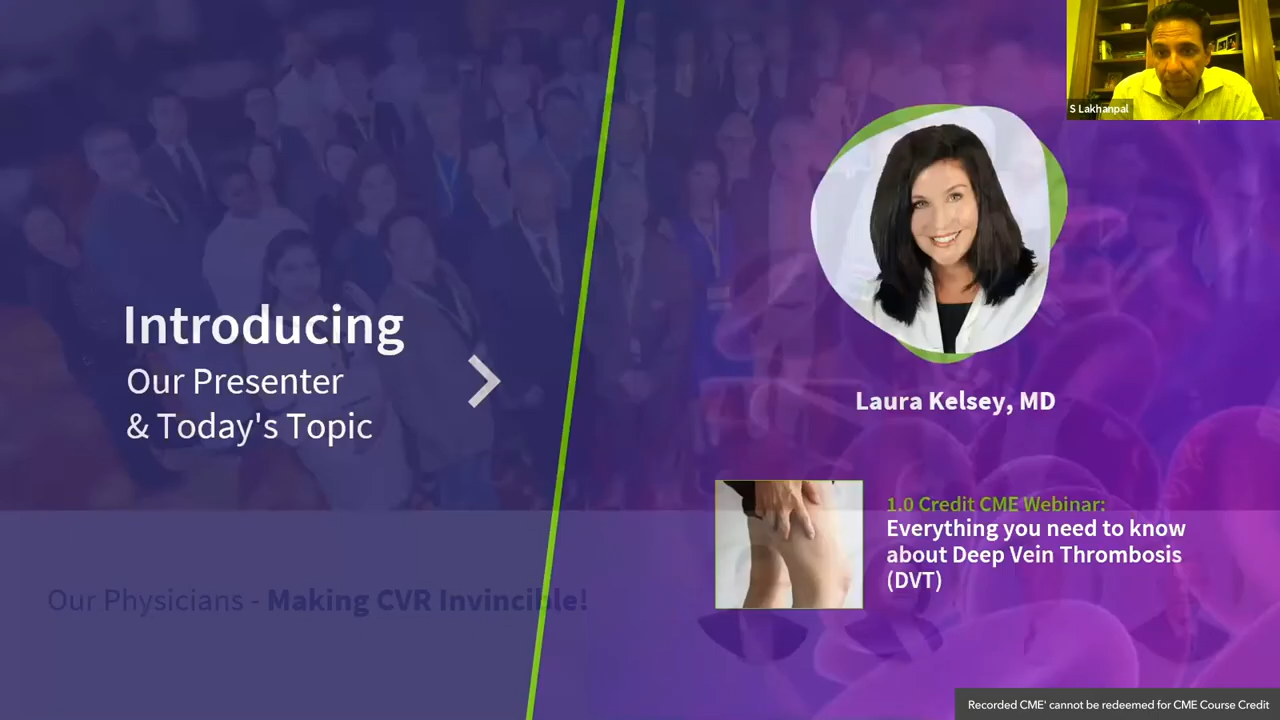 S Lakhanpal
Introducing
Our Presenter
& Today's Topic
Laura Kelsey, MD
1.0 Credit CME Webinar:
Everything you need to know
about Deep Vein Thrombosis
(DVT)
Our Physicians - Making CVR Invincible!
Recorded CME' cannot be redeemed for CME Course Credit